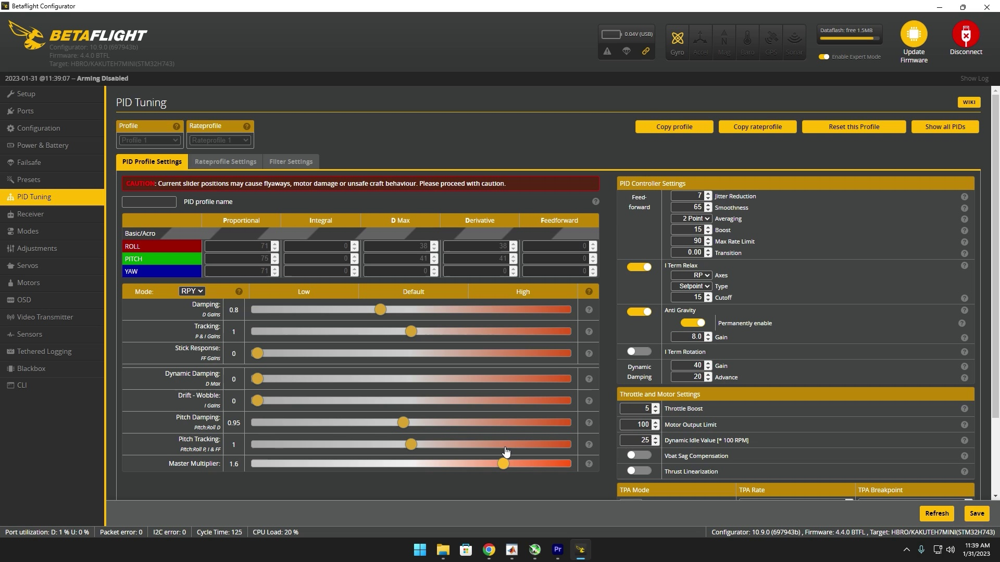 Betaflight Configurator
BETAFLIGHT
Configurator: 10.9.0 (697943b)
Firmware: 4.4.0 BTFL
Target: HBRO/KAKUTEH7MINI(STM32H743)
0.04V (USB)
Gyro
Accel
Mag
Baro
GPS
Sonar
Dataflash: free 1.5MB
Enable Expert Mode
Update
Firmware
Disconnect
2023-01-31 @11:39:07 -- Arming Disabled
Show Log
Setup
Ports
Configuration
Power & Battery
Failsafe
Presets
PID Tuning
Receiver
Modes
Adjustments
Servos
Motors
OSD
Video Transmitter
Sensors
Tethered Logging
Blackbox
CLI
PID Tuning
WIKI
Profile
Rateprofile
Profile 1
Rateprofile 1
Copy profile
Copy rateprofile
Reset this Profile
Show all PIDs
PID Profile Settings
Rateprofile Settings
Filter Settings
CAUTION: Current slider positions may cause flyaways, motor damage or unsafe craft behaviour. Please proceed with caution.
PID profile name
Proportional Integral D Max Derivative Feedforward
Basic/Acro
ROLL 71 0 38 38 0
PITCH 75 0 41 41 0
YAW 71 0 0 0 0
Mode: RPY Low Default High
Damping: 0.8
D Gains
Tracking: 1
P & I Gains
Stick Response: 0
FF Gains
Dynamic Damping: 0
D Max
Drift - Wobble: 0
I Gains
Pitch Damping: 0.95
Pitch:Roll D
Pitch Tracking: 1
Pitch:Roll P, I & FF
Master Multiplier: 1.6
PID Controller Settings
Feed-
forward
7 Jitter Reduction
65 Smoothness
2 Point Averaging
15 Boost
90 Max Rate Limit
0.00 Transition
I Term Relax
RP Axes
Setpoint Type
15 Cutoff
Anti Gravity
Permanently enable
8.0 Gain
I Term Rotation
Dynamic
Damping
40 Gain
20 Advance
Throttle and Motor Settings
5 Throttle Boost
100 Motor Output Limit
25 Dynamic Idle Value [* 100 RPM]
Vbat Sag Compensation
Thrust Linearization
TPA Mode TPA Rate TPA Breakpoint
Refresh
Save
Port utilization: D: 1 % U: 0 % Packet error: 0 I2C error: 0 Cycle Time: 125 CPU Load: 20 %
Configurator: 10.9.0 (697943b) , Firmware: 4.4.0 BTFL , Target: HBRO/KAKUTEH7MINI(STM32H743)
Pr
11:39 AM
1/31/2023